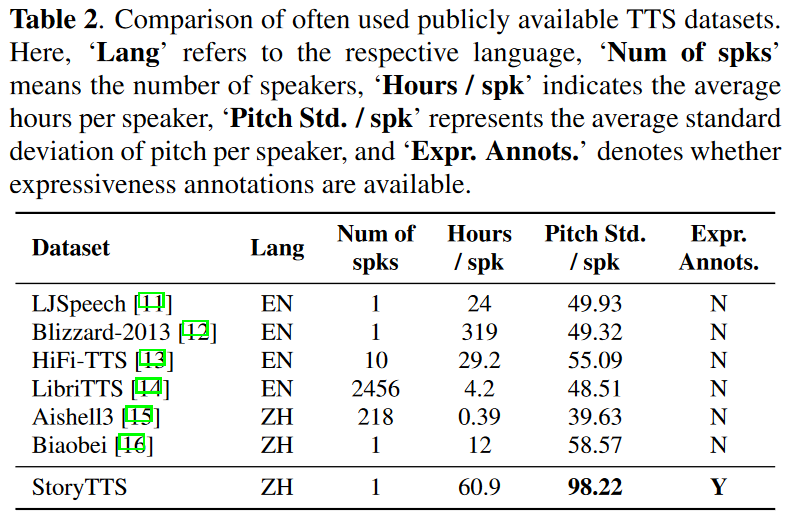 Table 2. Comparison of often used publicly available TTS datasets.
Here, ‘Lang’ refers to the respective language, ‘Num of spks’
means the number of speakers, ‘Hours / spk’ indicates the average
hours per speaker, ‘Pitch Std. / spk’ represents the average standard
deviation of pitch per speaker, and ‘Expr. Annots.’ denotes whether
expressiveness annotations are available.
Dataset Lang Num of spks Hours / spk Pitch Std. / spk Expr. Annots.
LJSpeech [11] EN 1 24 49.93 N
Blizzard-2013 [12] EN 1 319 49.32 N
HiFi-TTS [13] EN 10 29.2 55.09 N
LibriTTS [14] EN 2456 4.2 48.51 N
Aishell3 [15] ZH 218 0.39 39.63 N
Biaobei [16] ZH 1 12 58.57 N
StoryTTS ZH 1 60.9 98.22 Y